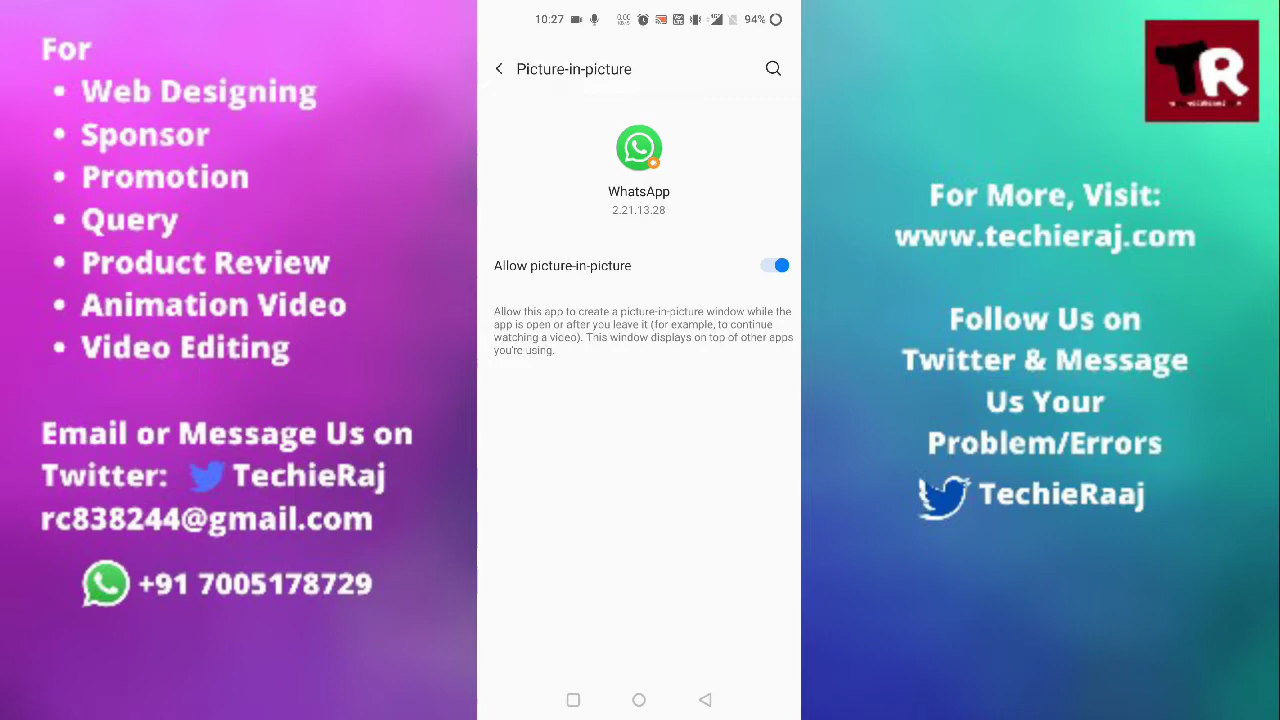 For
• Web Designing
• Sponsor
• Promotion
• Query
• Product Review
• Animation Video
• Video Editing
Email or Message Us on
Twitter: TechieRaj
rc838244@gmail.com
+91 7005178729
10:27
94%
Picture-in-picture
WhatsApp
2.21.13.28
Allow picture-in-picture
Allow this app to create a picture-in-picture window while the
app is open or after you leave it (for example, to continue
watching a video). This window displays on top of other apps
you're using.
TR
For More, Visit:
www.techieraj.com
Follow Us on
Twitter & Message
Us Your
Problem/Errors
TechieRaaj